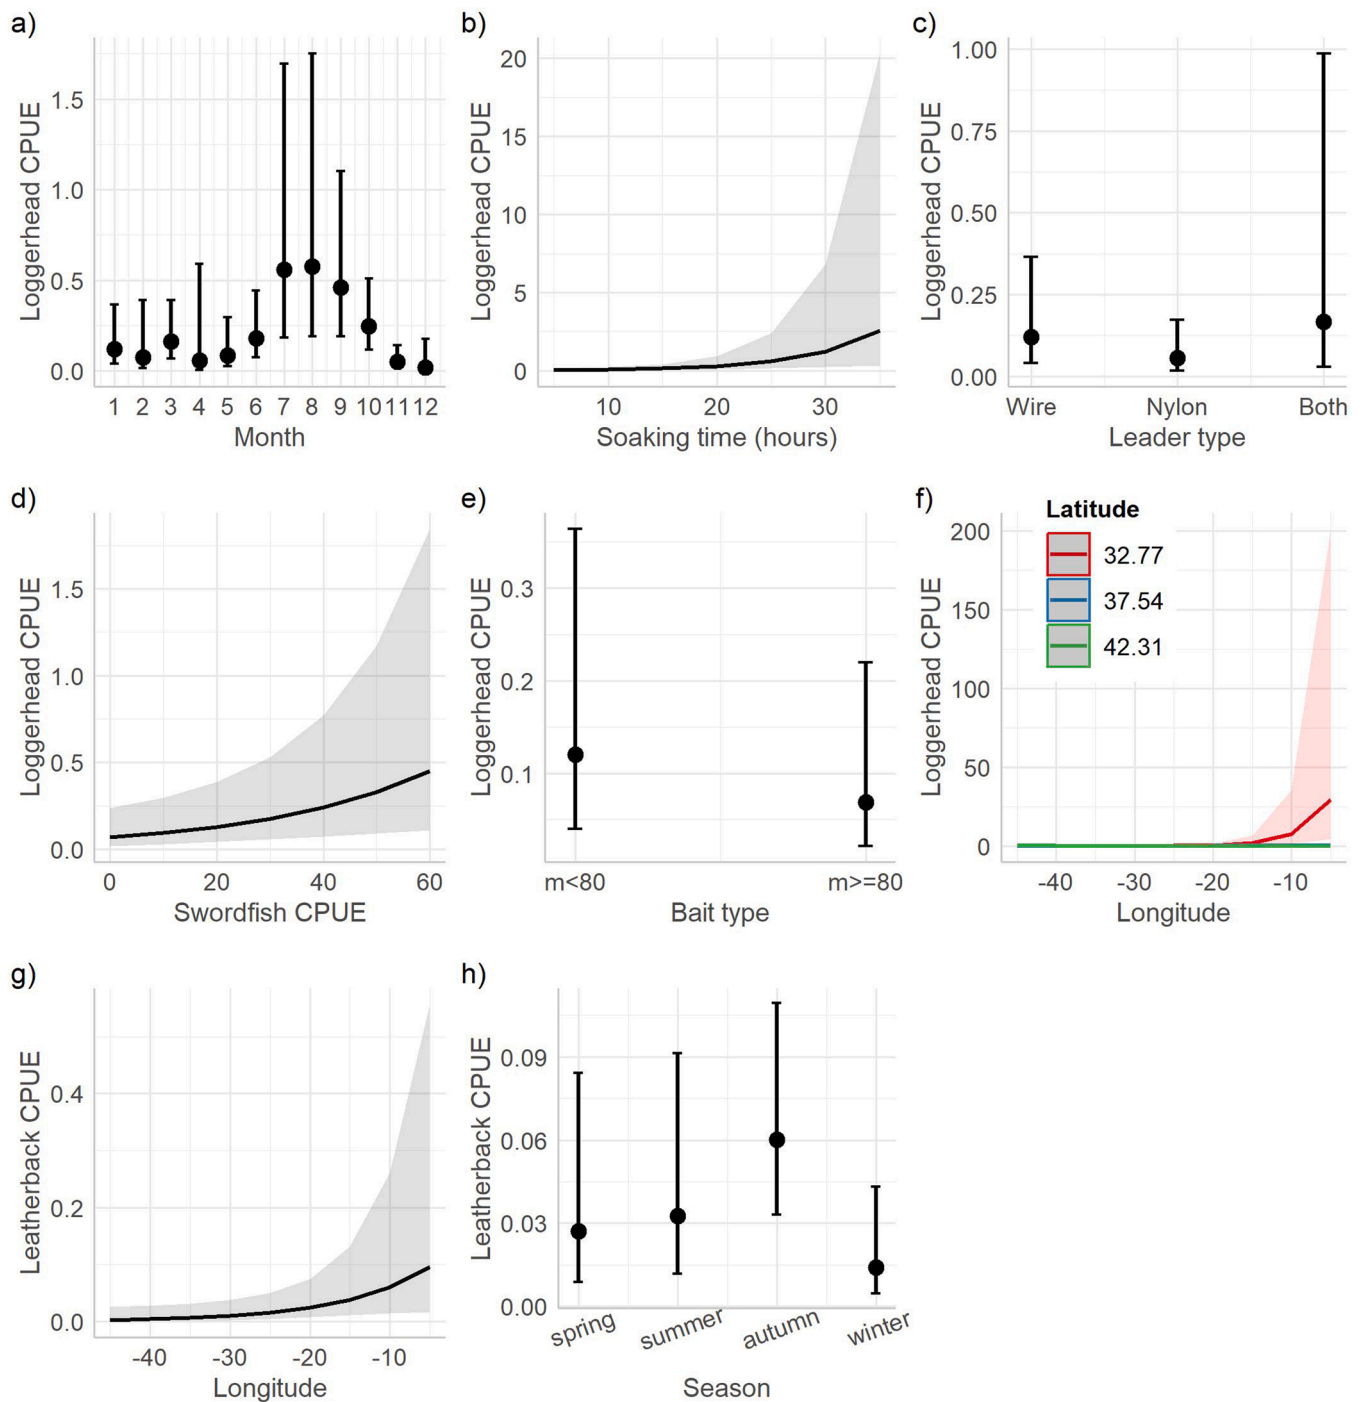 a)
Loggerhead CPUE
1.5
1.0
0.5
0.0
1 2 3 4 5 6 7 8 9 10 11 12
Month
b)
Loggerhead CPUE
20
15
10
5
0
10 20 30
Soaking time (hours)
c)
Loggerhead CPUE
1.00
0.75
0.50
0.25
0.00
Wire Nylon Both
Leader type
d)
Loggerhead CPUE
1.5
1.0
0.5
0.0
0 20 40 60
Swordfish CPUE
e)
Loggerhead CPUE
0.3
0.2
0.1
m<80 m>=80
Bait type
f)
Latitude
32.77
37.54
42.31
Loggerhead CPUE
200
150
100
50
0
-40 -30 -20 -10
Longitude
g)
Leatherback CPUE
0.4
0.2
0.0
-40 -30 -20 -10
Longitude
h)
Leatherback CPUE
0.09
0.06
0.03
0.00
spring summer autumn winter
Season